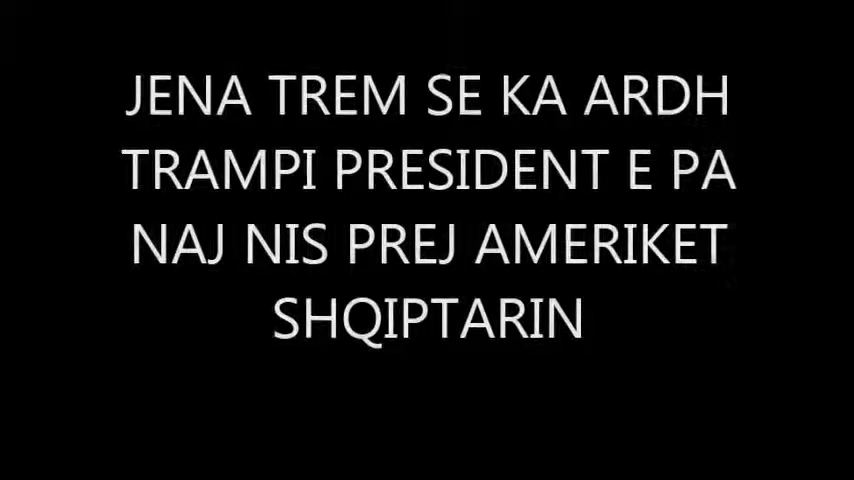 JENA TREM SE KA ARDH
TRAMPI PRESIDENT E PA
NAJ NIS PREJ AMERIKET
SHQIPTARIN